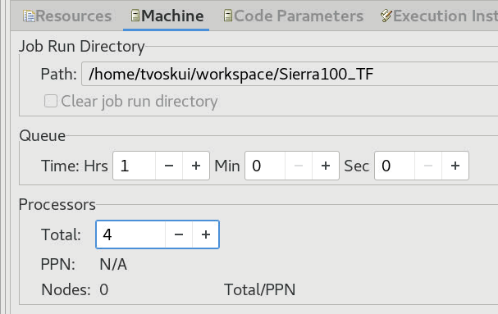 Resources Machine Code Parameters Execution Inst
Job Run Directory
Path: /home/tvoskui/workspace/Sierra100_TF
Clear job run directory
Queue
Time: Hrs 1 − + Min 0 − + Sec 0 − +
Processors
Total: 4 − +
PPN: N/A
Nodes: 0 Total/PPN